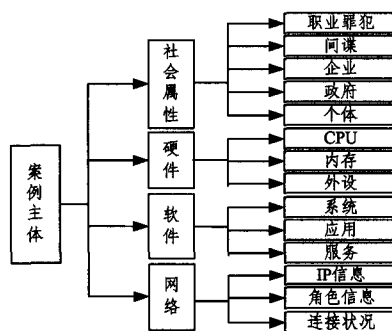 案例主体
社会属性
职业罪犯
间谍
企业
政府
个体
硬件
CPU
内存
外设
软件
系统
应用
服务
网络
IP信息
角色信息
连接状况